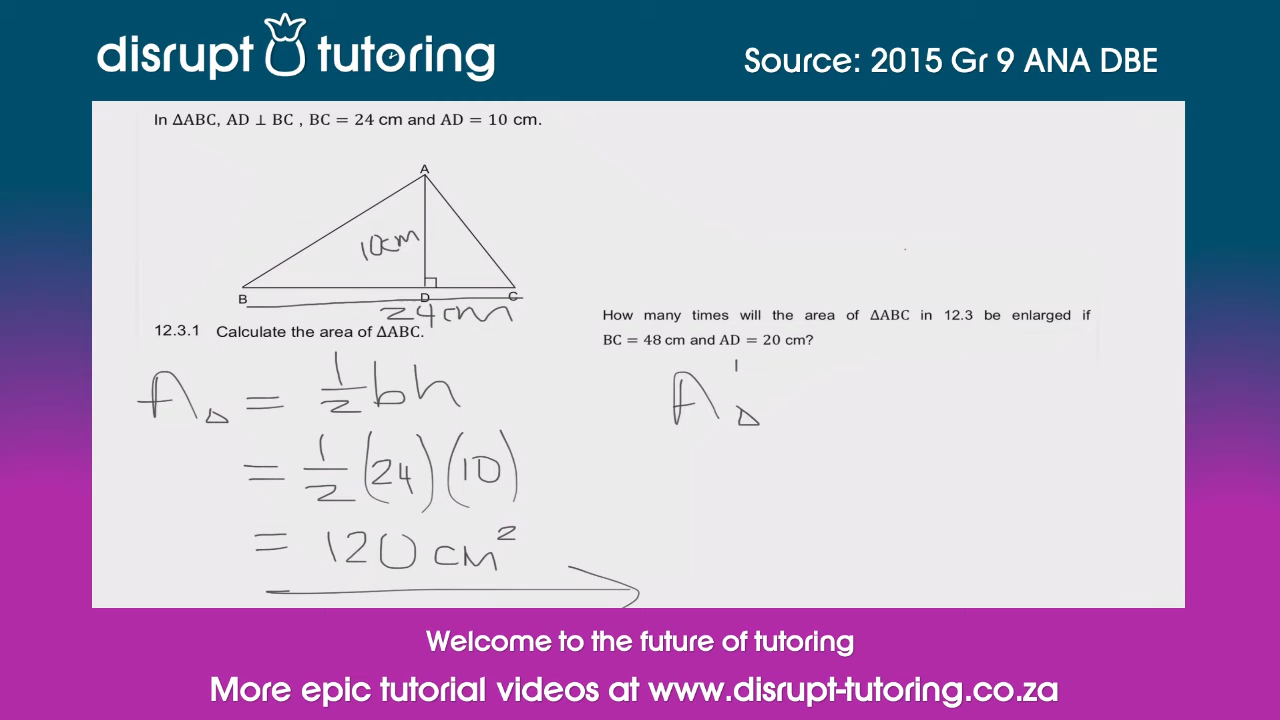 disrupt tutoring
Source: 2015 Gr 9 ANA DBE
In ΔABC, AD ⊥ BC , BC = 24 cm and AD = 10 cm.
A
10cm
B
D
C
24cm
12.3.1 Calculate the area of ΔABC.
A△ = 1/2 bh
= 1/2 (24)(10)
= 120 cm²
How many times will the area of ΔABC in 12.3 be enlarged if
BC = 48 cm and AD = 20 cm?
A'△
Welcome to the future of tutoring
More epic tutorial videos at www.disrupt-tutoring.co.za